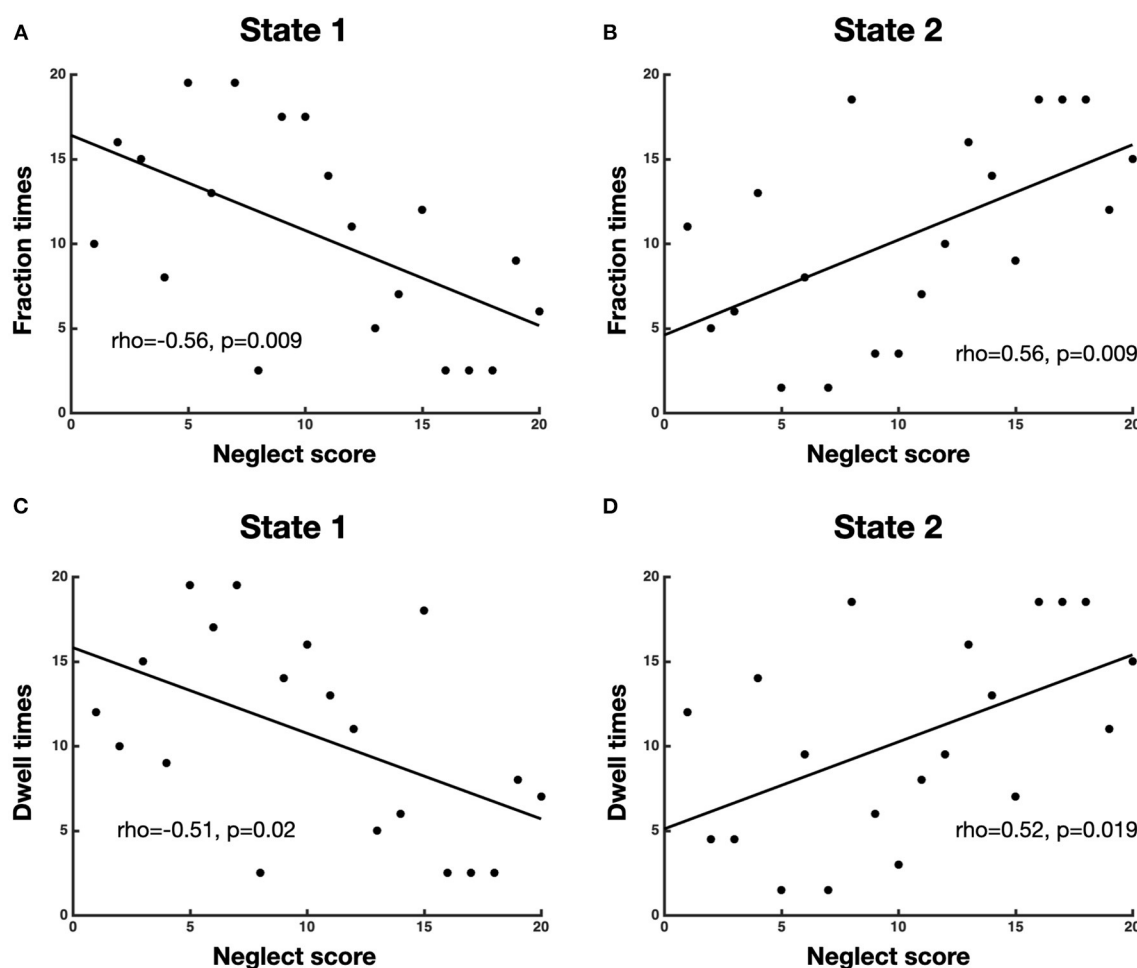 A
State 1
Fraction times
20
15
10
5
0
rho=-0.56, p=0.009
0 5 10 15 20
Neglect score
B
State 2
Fraction times
20
15
10
5
0
rho=0.56, p=0.009
0 5 10 15 20
Neglect score
C
State 1
Dwell times
20
15
10
5
0
rho=-0.51, p=0.02
0 5 10 15 20
Neglect score
D
State 2
Dwell times
20
15
10
5
0
rho=0.52, p=0.019
0 5 10 15 20
Neglect score